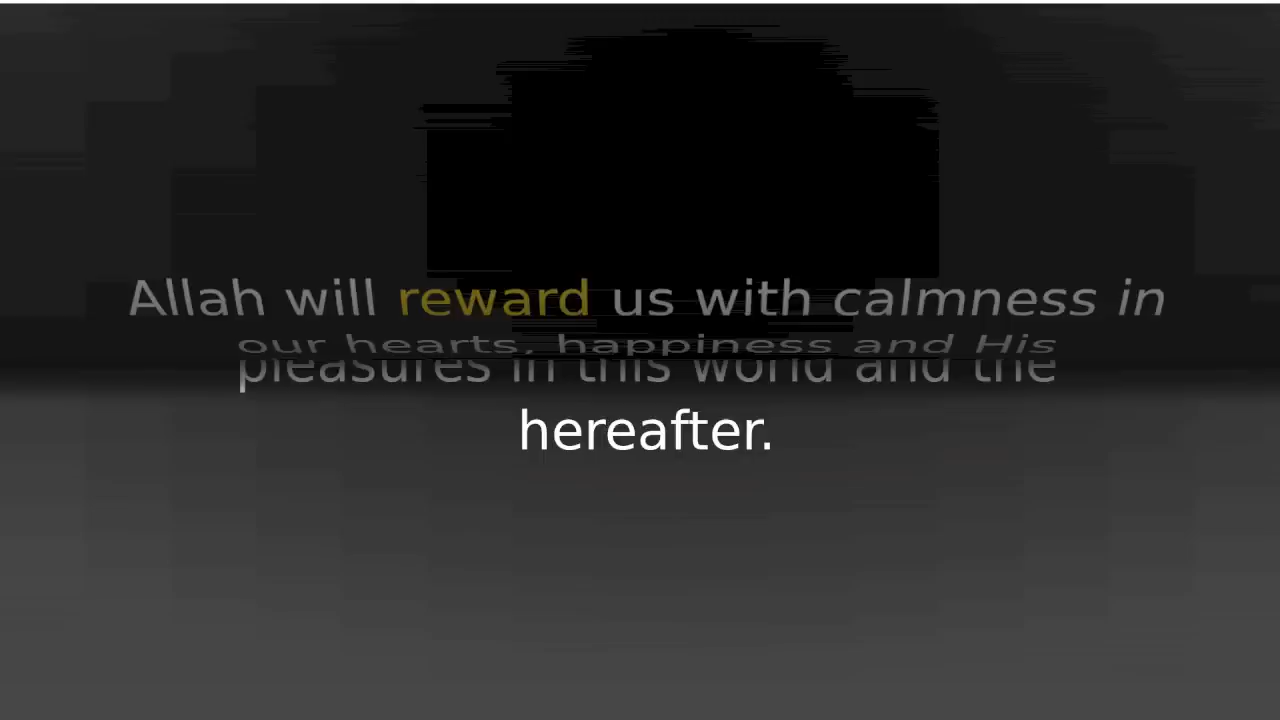 Allah will reward us with calmness in
our hearts, happiness and His
pleasures in this world and the
hereafter.